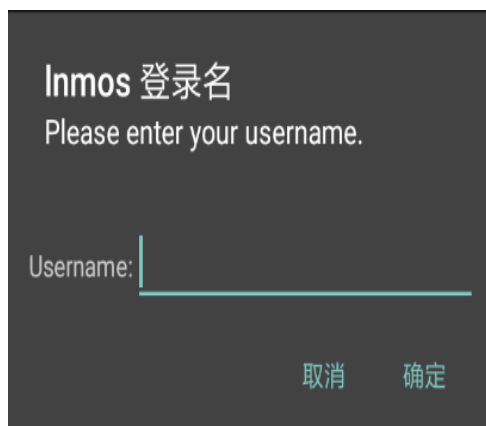 Inmos 登录名
Please enter your username.
Username:
取消 确定